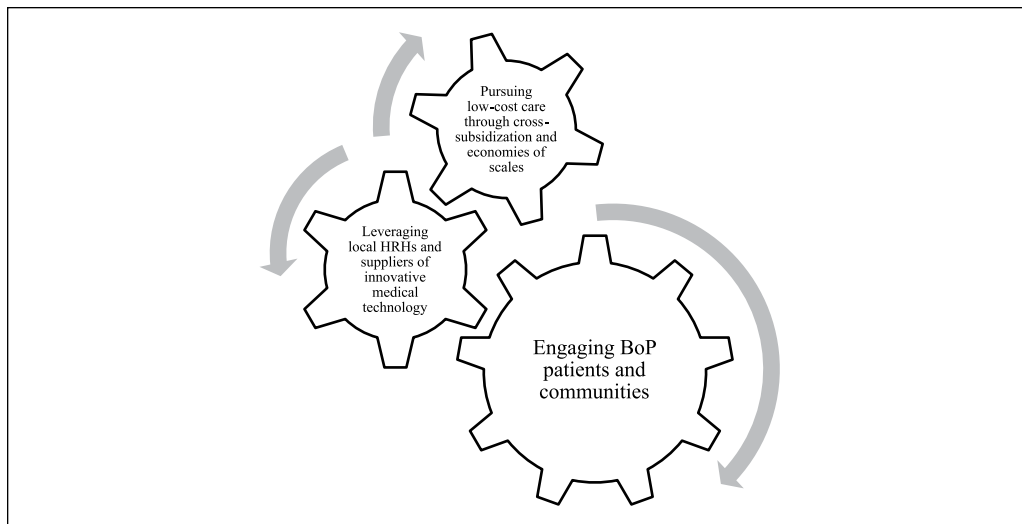 Pursuing
low-cost care
through cross-
subsidization and
economies of
scales
Leveraging
local HRHs and
suppliers of
innovative
medical
technology
Engaging BoP
patients and
communities